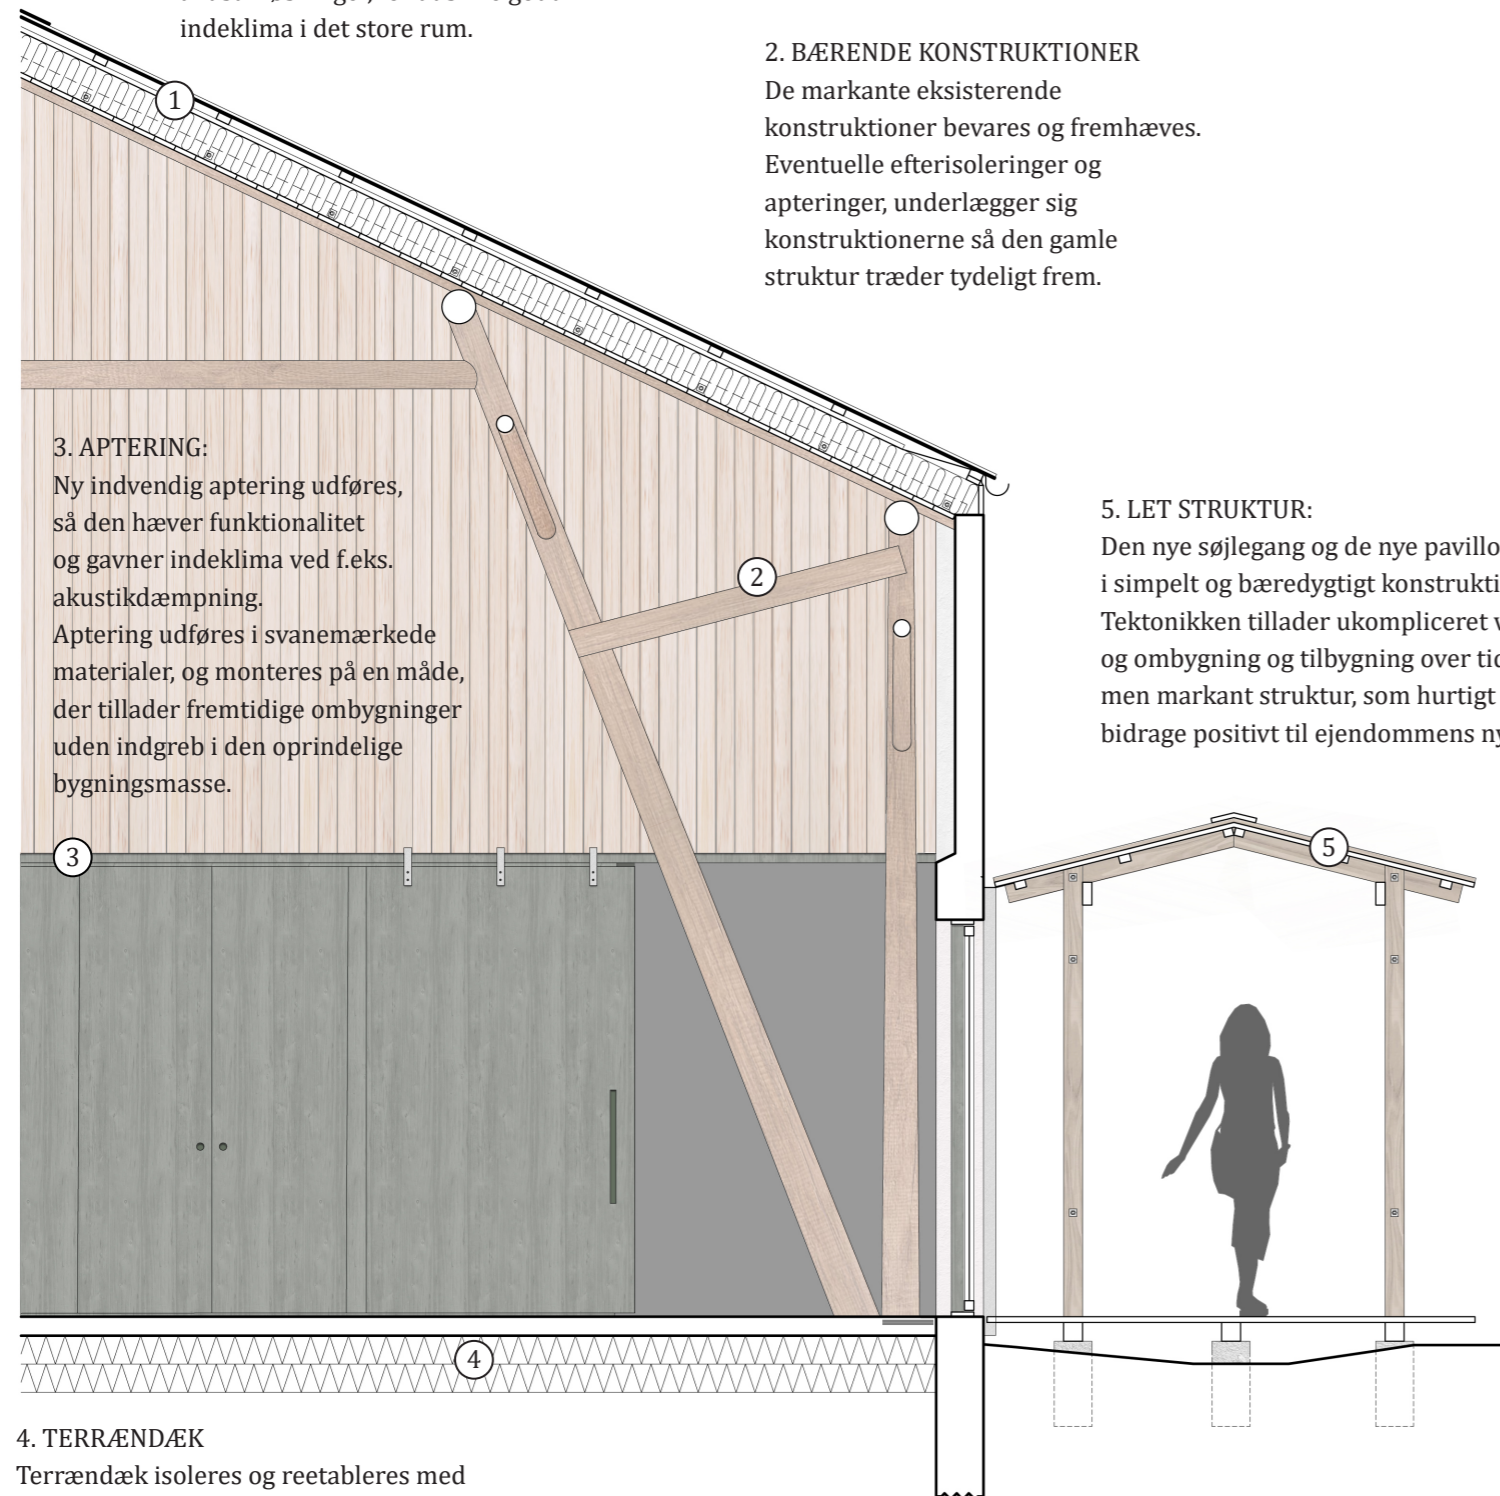 indeklima i det store rum.
1
2. BÆRENDE KONSTRUKTIONER
De markante eksisterende
konstruktioner bevares og fremhæves.
Eventuelle efterisoleringer og
apteringer, underlægger sig
konstruktionerne så den gamle
struktur træder tydeligt frem.
3. APTERING:
Ny indvendig aptering udføres,
så den hæver funktionalitet
og gavner indeklima ved f.eks.
akustikdæmpning.
Aptering udføres i svanemærkede
materialer, og monteres på en måde,
der tillader fremtidige ombygninger
uden indgreb i den oprindelige
bygningsmasse.
2
5. LET STRUKTUR:
Den nye søjlegang og de nye pavillo
i simpelt og bæredygtigt konstrukti
Tektonikken tillader ukompliceret v
og ombygning og tilbygning over tid
men markant struktur, som hurtigt
bidrage positivt til ejendommens ny
3
5
4
4. TERRÆNDÆK
Terrændæk isoleres og reetableres med